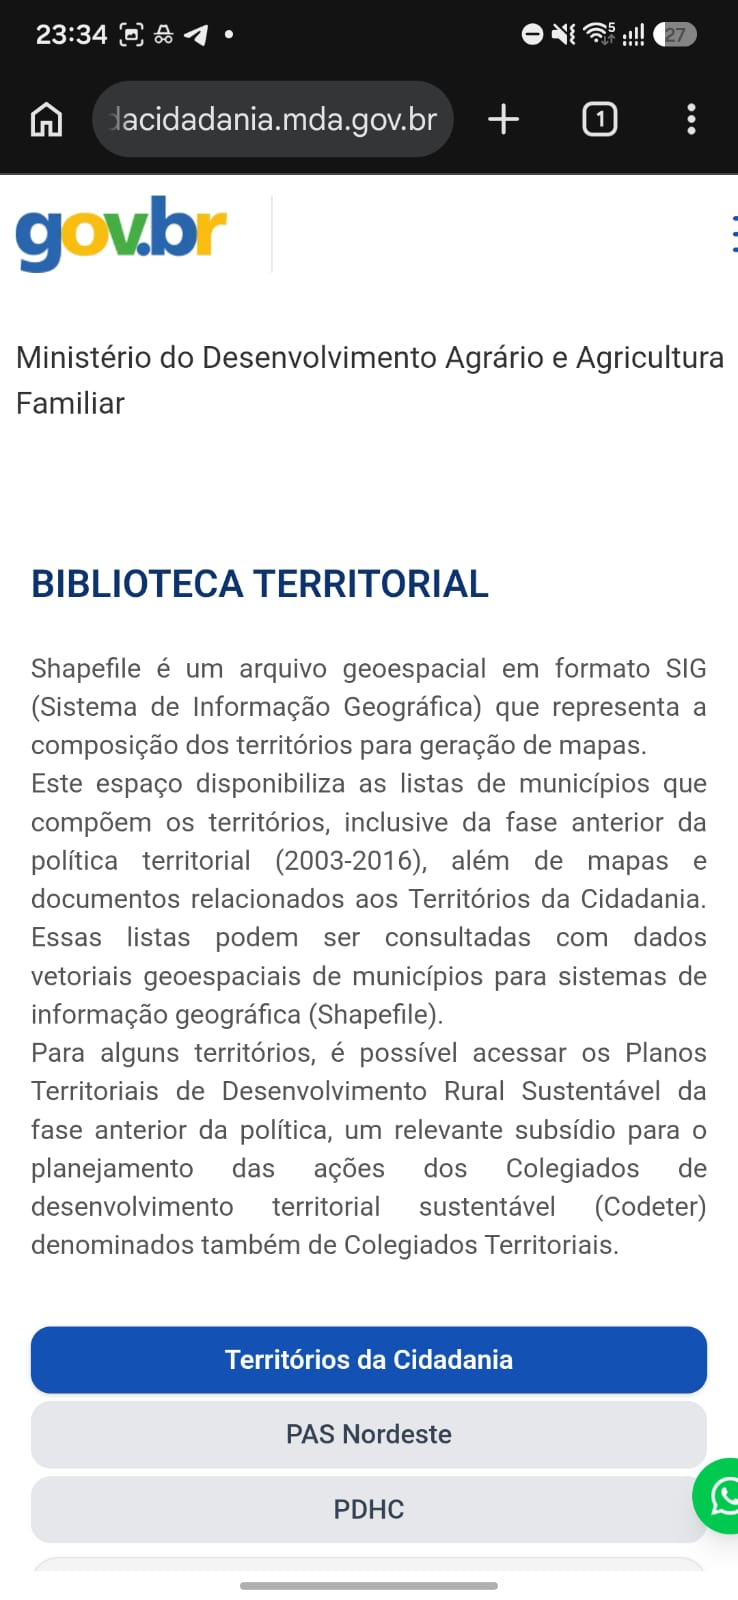 23:34
5
27
dacidadania.mda.gov.br
1
gov.br
Ministério do Desenvolvimento Agrário e Agricultura
Familiar
BIBLIOTECA TERRITORIAL
Shapefile é um arquivo geoespacial em formato SIG
(Sistema de Informação Geográfica) que representa a
composição dos territórios para geração de mapas.
Este espaço disponibiliza as listas de municípios que
compõem os territórios, inclusive da fase anterior da
política territorial (2003-2016), além de mapas e
documentos relacionados aos Territórios da Cidadania.
Essas listas podem ser consultadas com dados
vetoriais geoespaciais de municípios para sistemas de
informação geográfica (Shapefile).
Para alguns territórios, é possível acessar os Planos
Territoriais de Desenvolvimento Rural Sustentável da
fase anterior da política, um relevante subsídio para o
planejamento das ações dos Colegiados de
desenvolvimento territorial sustentável (Codeter)
denominados também de Colegiados Territoriais.
Territórios da Cidadania
PAS Nordeste
PDHC